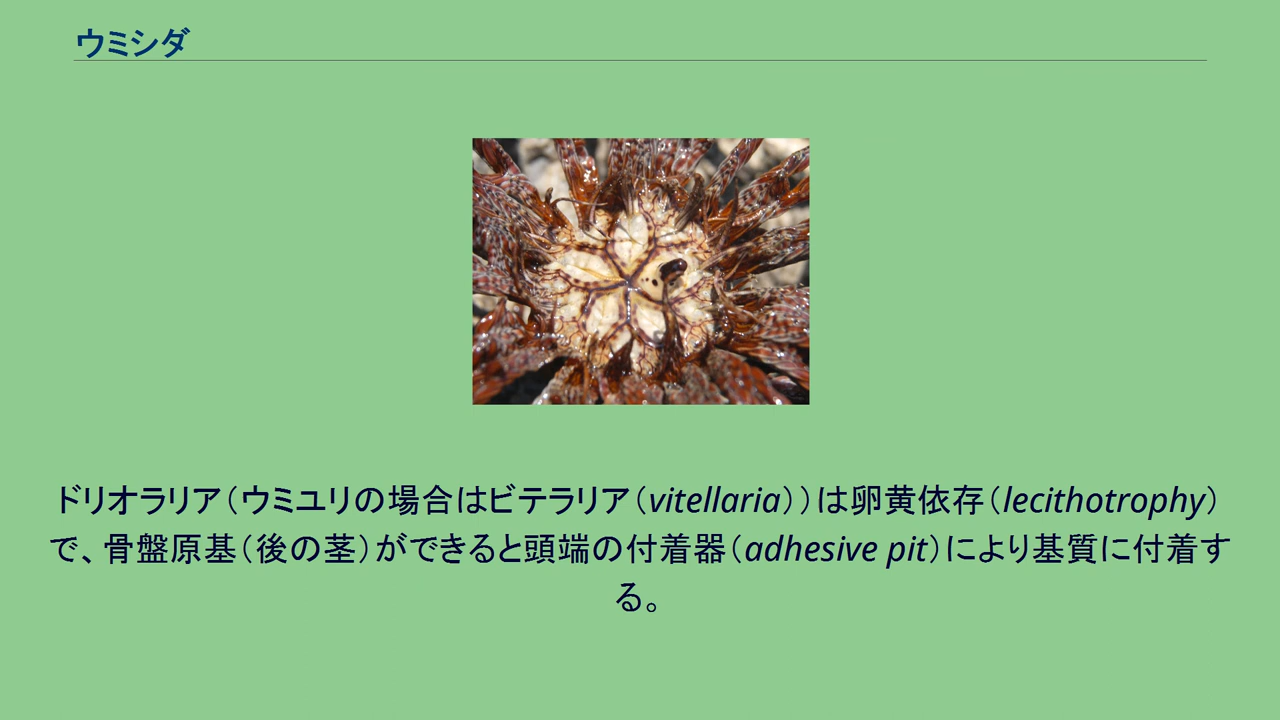 ウミシダ
ドリオラリア（ウミユリの場合はビテラリア（vitellaria））は卵黄依存（lecithotrophy）
で、骨盤原基（後の茎）ができると頭端の付着器（adhesive pit）により基質に付着す
る。